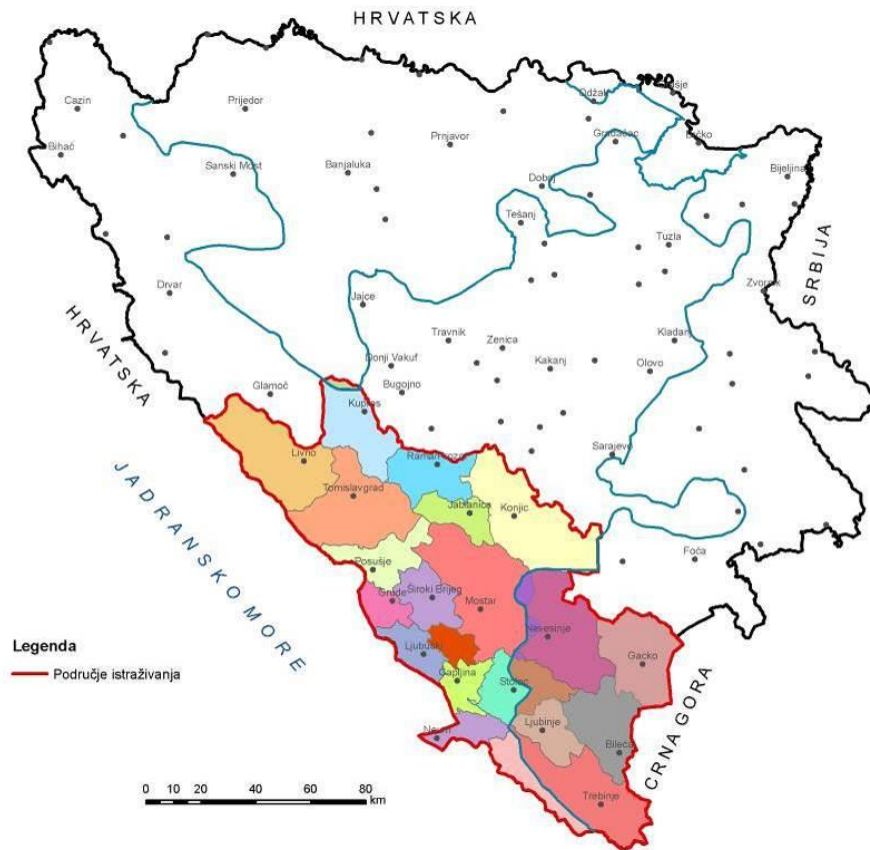 HRVATSKA
Odžak
Cazin
Prijedor
Prnjavor
Gradačac
Bihać
Sanski Most
Banjaluka
Doboj
Bijeljina
Tešanj
Tuzla
SRBIJA
Drvar
Jajce
Zvornik
HRVATSKA
Travnik
Zenica
Kladanj
Donji Vakuf
Kakanj
Olovo
Glamoč
Bugojno
Kupres
Livno
Sarajevo
Tomislavgrad
Jablanica
Konjic
JADRANSKO MORE
Posušje
Foča
Grude
Široki Brijeg
Mostar
Nevesinje
Legenda
Ljubuški
Gacko
Područje istraživanja
Čapljina
Stolac
CRNA GORA
Neum
Ljubinje
Bileća
0 10 20 40 60 80
km
Trebinje